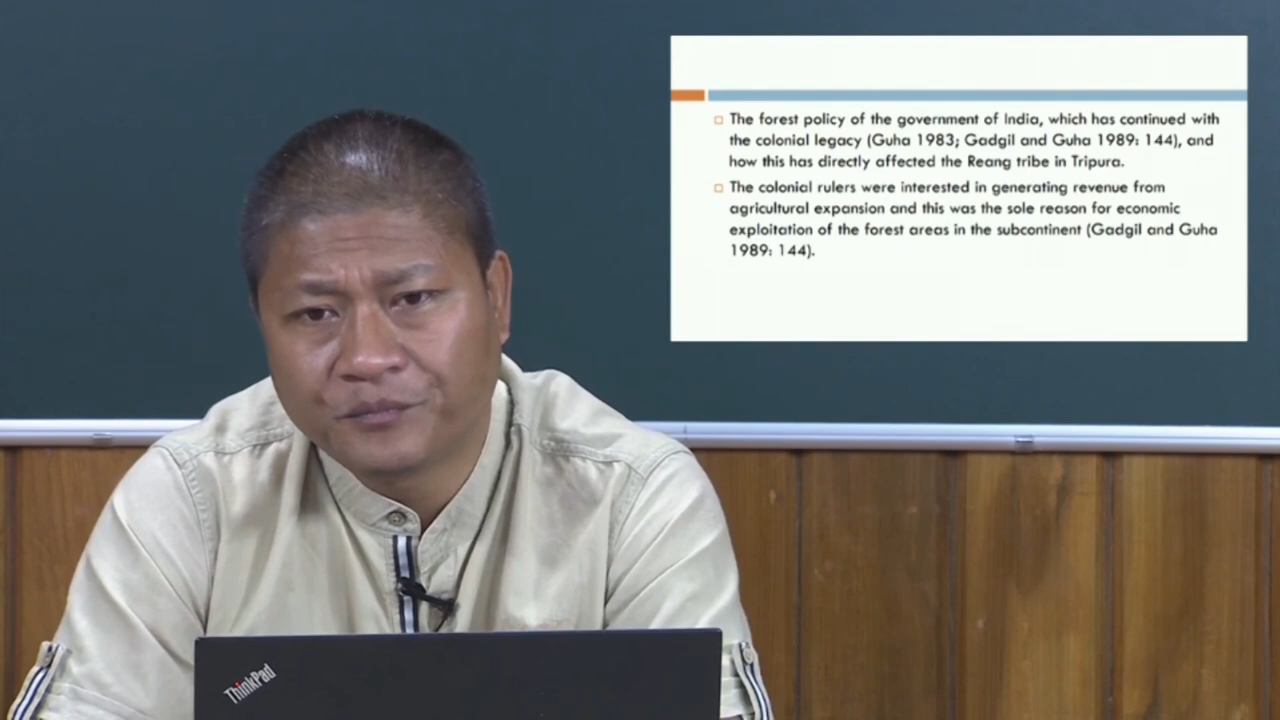 The forest policy of the government of India, which has continued with
the colonial legacy (Guha 1983; Gadgil and Guha 1989: 144), and
how this has directly affected the Reang tribe in Tripura.
The colonial rulers were interested in generating revenue from
agricultural expansion and this was the sole reason for economic
exploitation of the forest areas in the subcontinent (Gadgil and Guha
1989: 144).
ThinkPad